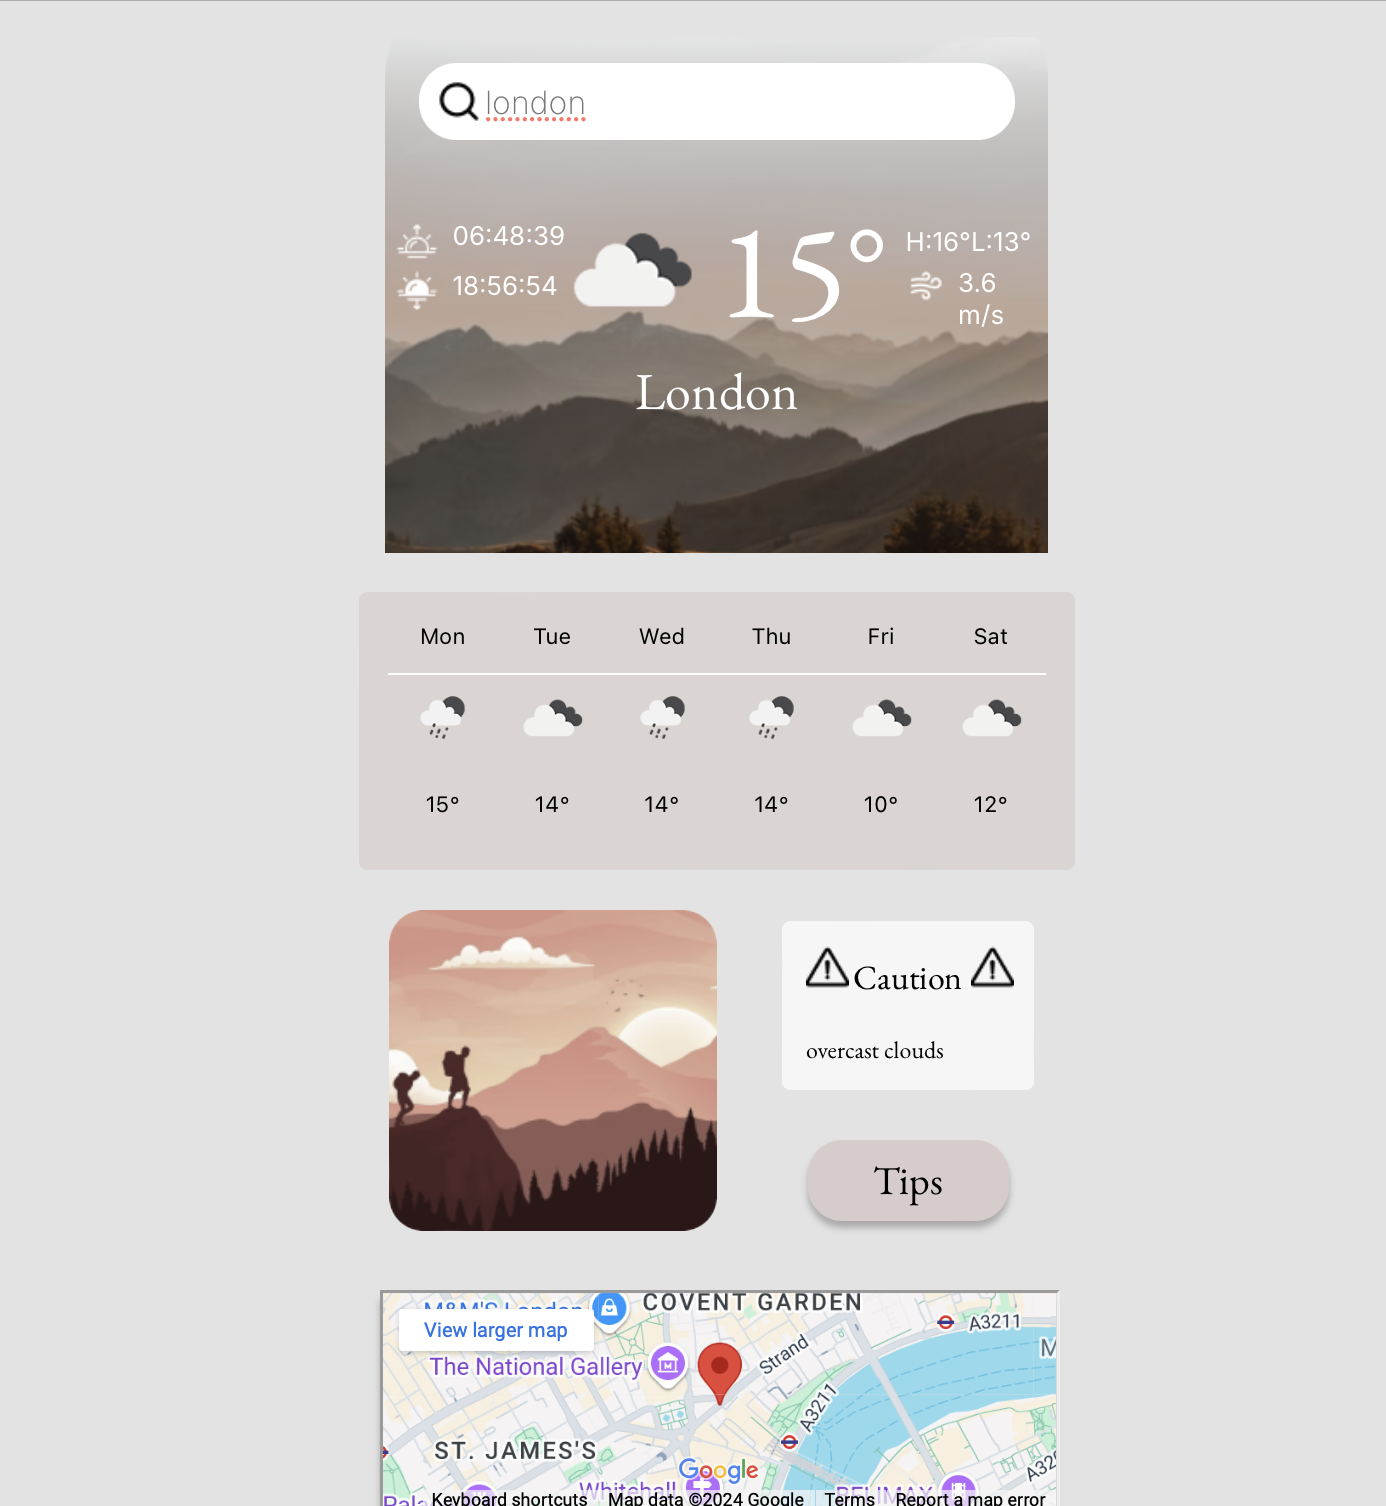 london
06:48:39
18:56:54
15°
H:16°L:13°
3.6
m/s
London
Mon Tue Wed Thu Fri Sat
15° 14° 14° 14° 10° 12°
Caution
overcast clouds
Tips
M&M'S London
COVENT GARDEN
View larger map
A3211
The National Gallery
Strand
A3211
ST. JAMES'S
Google
Whitehall
Keyboard shortcuts Map data ©2024 Google Terms Report a map error